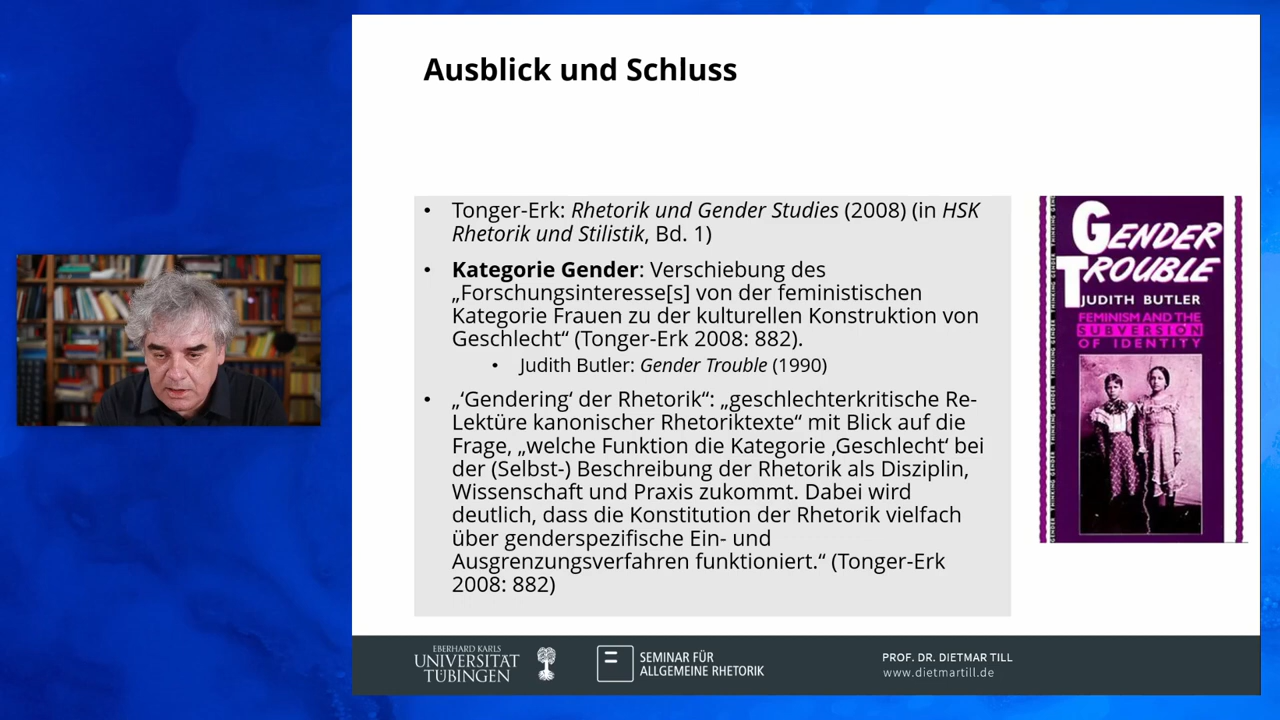 Ausblick und Schluss
• Tonger-Erk: Rhetorik und Gender Studies (2008) (in HSK
Rhetorik und Stilistik, Bd. 1)
• Kategorie Gender: Verschiebung des
„Forschungsinteresse[s] von der feministischen
Kategorie Frauen zu der kulturellen Konstruktion von
Geschlecht“ (Tonger-Erk 2008: 882).
• Judith Butler: Gender Trouble (1990)
• „‘Gendering‘ der Rhetorik“: „geschlechterkritische Re-
Lektüre kanonischer Rhetoriktexte“ mit Blick auf die
Frage, „welche Funktion die Kategorie ‚Geschlecht‘ bei
der (Selbst-) Beschreibung der Rhetorik als Disziplin,
Wissenschaft und Praxis zukommt. Dabei wird
deutlich, dass die Konstitution der Rhetorik vielfach
über genderspezifische Ein- und
Ausgrenzungsverfahren funktioniert.“ (Tonger-Erk
2008: 882)
GENDER
TROUBLE
JUDITH BUTLER
FEMINISM AND THE
SUBVERSION
OF IDENTITY
EBERHARD KARLS
UNIVERSITÄT
TÜBINGEN
SEMINAR FÜR
ALLGEMEINE RHETORIK
PROF. DR. DIETMAR TILL
www.dietmartill.de